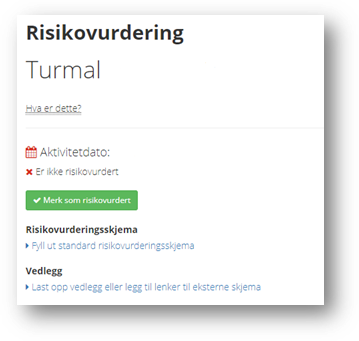 Risikovurdering
Turmal
Hva er dette?
Aktivitetdato:
Er ikke risikovurdert
Merk som risikovurdert
Risikovurderingsskjema
Fyll ut standard risikovurderingsskjema
Vedlegg
Last opp vedlegg eller legg til lenker til eksterne skjema